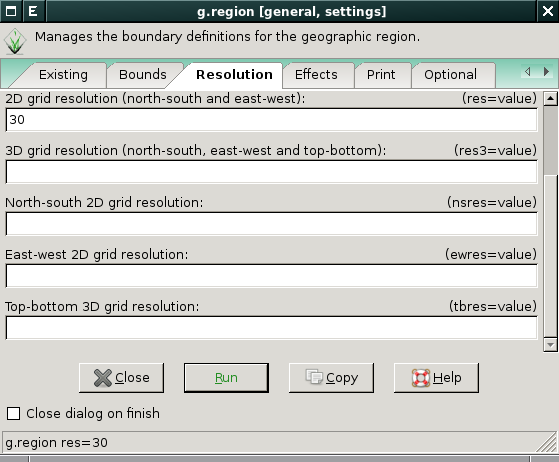 E
g.region [general, settings]
Manages the boundary definitions for the geographic region.
Existing Bounds Resolution Effects Print Optional
2D grid resolution (north-south and east-west): (res=value)
30
3D grid resolution (north-south, east-west and top-bottom): (res3=value)
North-south 2D grid resolution: (nsres=value)
East-west 2D grid resolution: (ewres=value)
Top-bottom 3D grid resolution: (tbres=value)
Close Run Copy Help
Close dialog on finish
g.region res=30